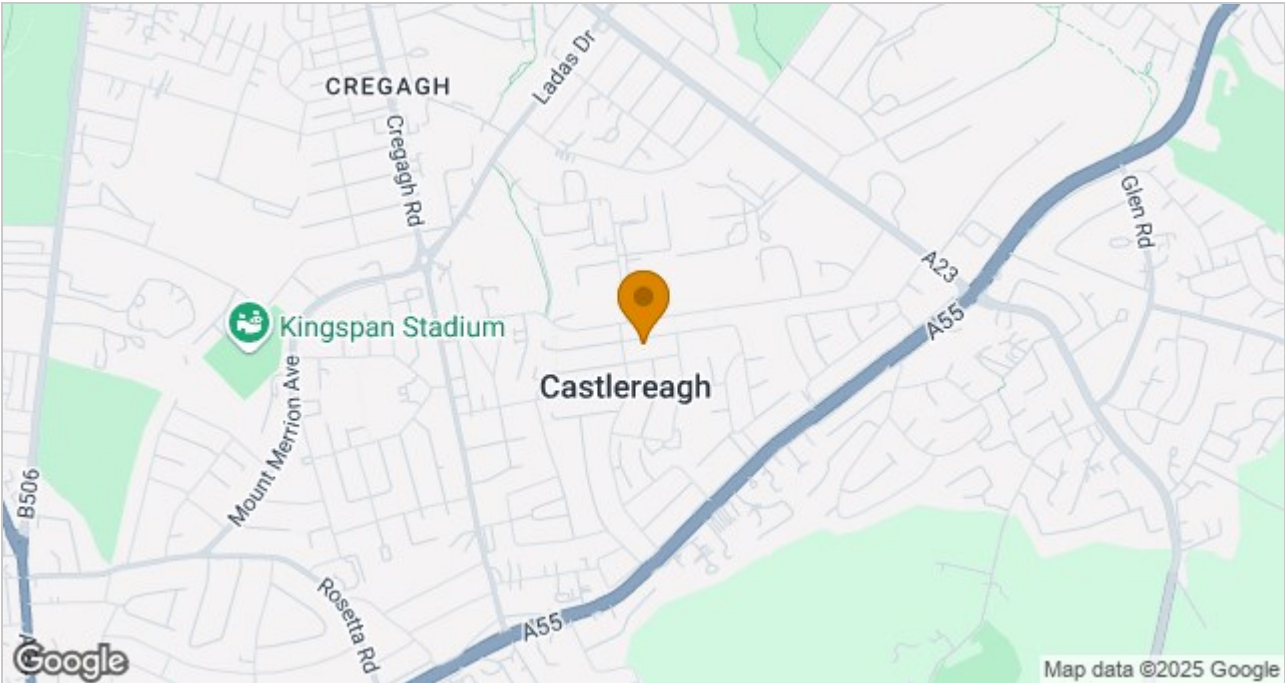 CREGAGH
Ladas Dr
Cregagh Rd
Glen Rd
A23
A55
Kingspan Stadium
Castlereagh
Mount Merrion Ave
B506
Rosetta Rd
A55
Google
Map data ©2025 Google